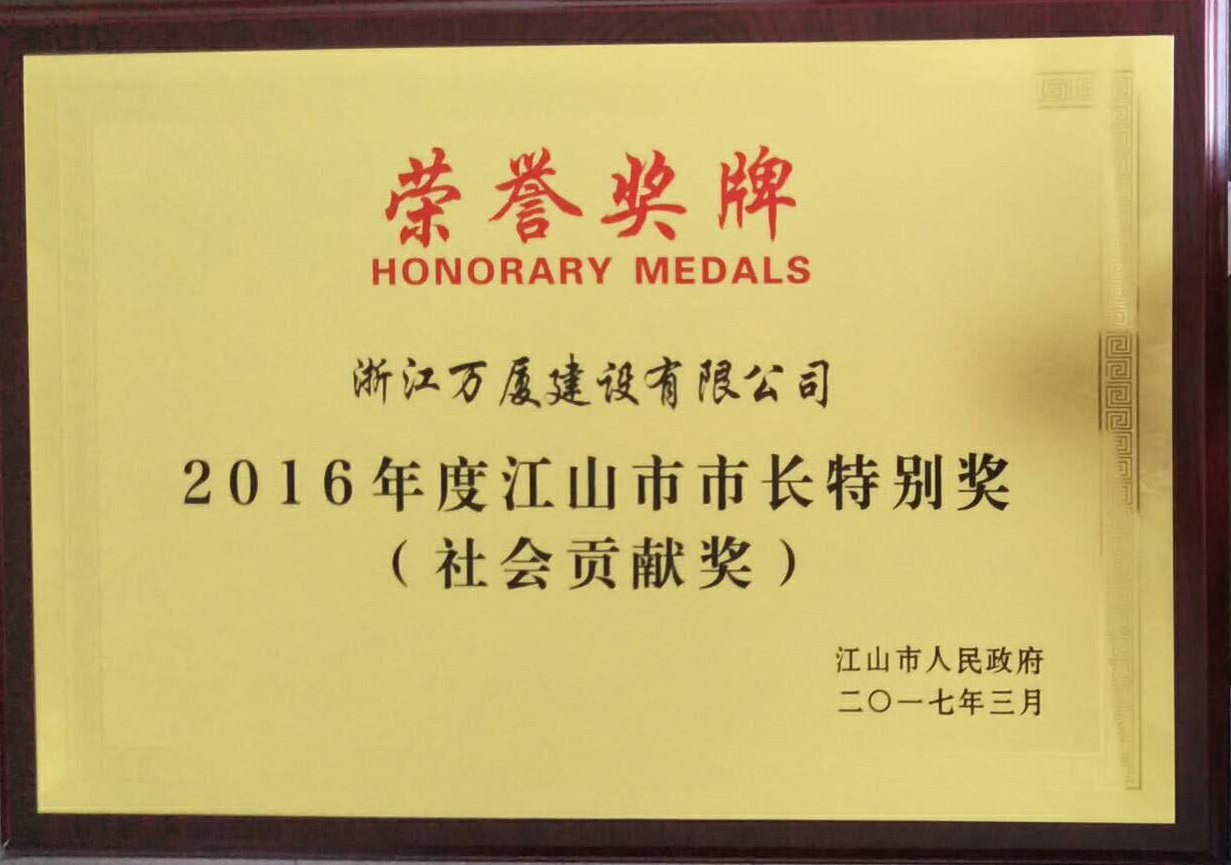 荣誉奖牌
HONORARY MEDALS
浙江万厦建设有限公司
2016年度江山市市长特别奖
（社会贡献奖）
江山市人民政府
二〇一七年三月